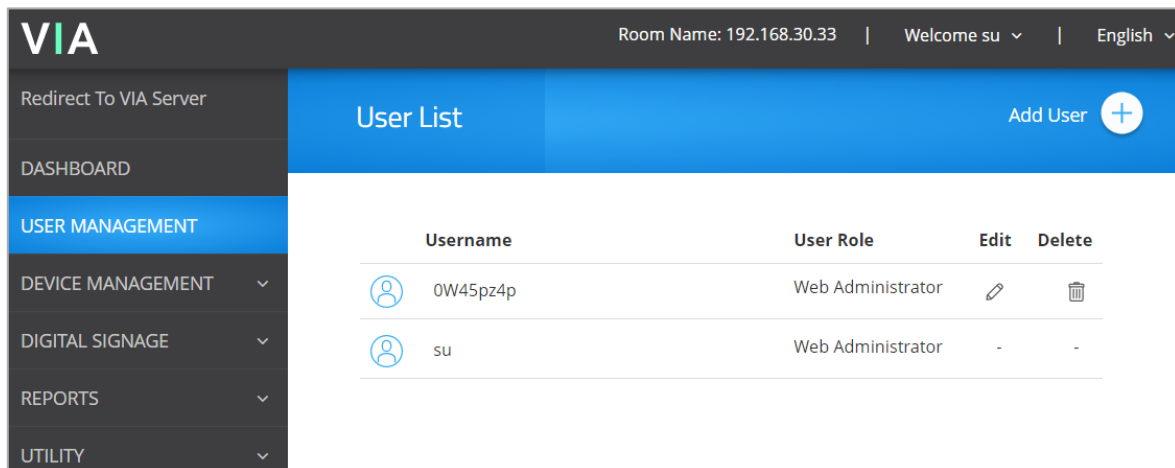 VIA
Room Name: 192.168.30.33 | Welcome su | English
Redirect To VIA Server
DASHBOARD
USER MANAGEMENT
DEVICE MANAGEMENT
DIGITAL SIGNAGE
REPORTS
UTILITY
User List
Add User
Username User Role Edit Delete
0W45pz4p Web Administrator
su Web Administrator - -